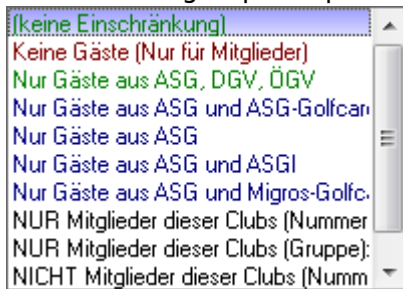 (keine Einschränkung)
Keine Gäste (Nur für Mitglieder)
Nur Gäste aus ASG, DGV, ÖGV
Nur Gäste aus ASG und ASG-Golfcar
Nur Gäste aus ASG
Nur Gäste aus ASG und ASGI
Nur Gäste aus ASG und Migros-Golfc
NUR Mitglieder dieser Clubs (Nummer
NUR Mitglieder dieser Clubs (Gruppe):
NICHT Mitglieder dieser Clubs (Numm